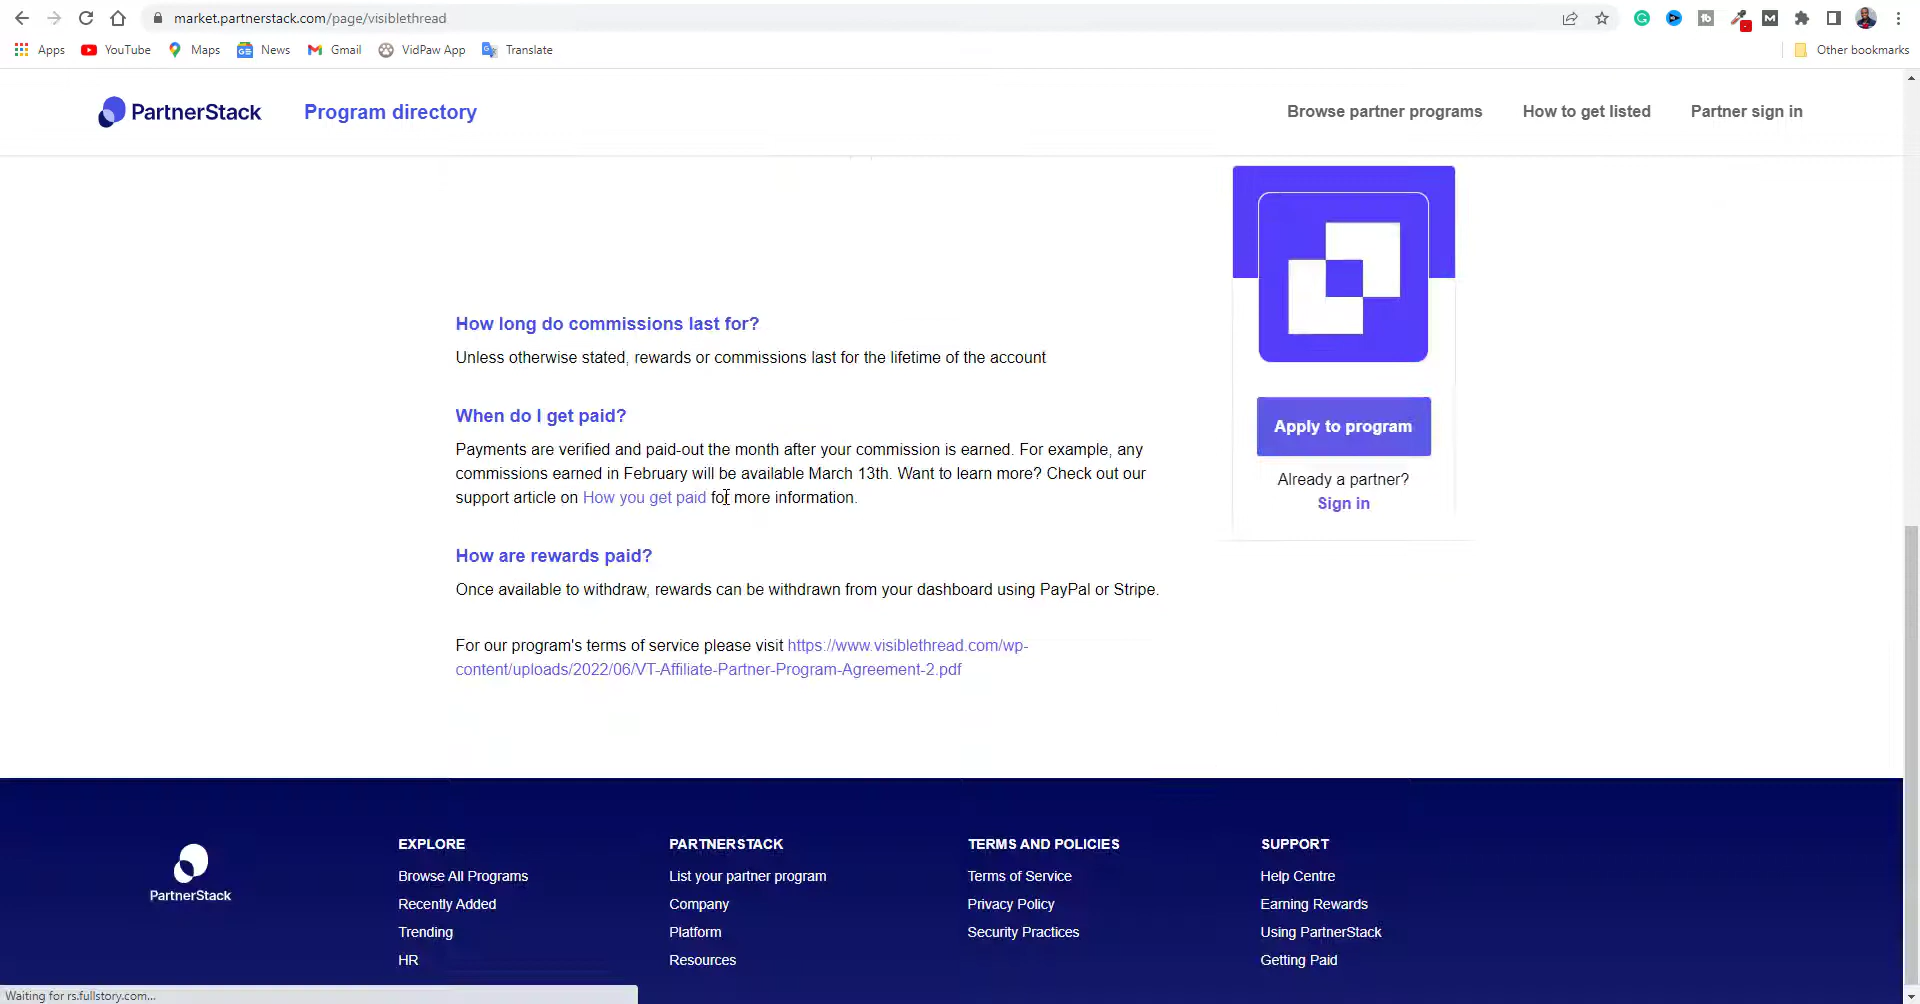 market.partnerstack.com/page/visiblethread
Apps YouTube Maps News Gmail VidPaw App Translate Other bookmarks
PartnerStack Program directory Browse partner programs How to get listed Partner sign in
How long do commissions last for?
Unless otherwise stated, rewards or commissions last for the lifetime of the account
When do I get paid?
Payments are verified and paid-out the month after your commission is earned. For example, any
commissions earned in February will be available March 13th. Want to learn more? Check out our
support article on How you get paid for more information.
How are rewards paid?
Once available to withdraw, rewards can be withdrawn from your dashboard using PayPal or Stripe.
For our program's terms of service please visit https://www.visiblethread.com/wp-
content/uploads/2022/06/VT-Affiliate-Partner-Program-Agreement-2.pdf
Apply to program
Already a partner?
Sign in
PartnerStack
EXPLORE
Browse All Programs
Recently Added
Trending
HR
PARTNERSTACK
List your partner program
Company
Platform
Resources
TERMS AND POLICIES
Terms of Service
Privacy Policy
Security Practices
SUPPORT
Help Centre
Earning Rewards
Using PartnerStack
Getting Paid
Waiting for rs.fullstory.com...